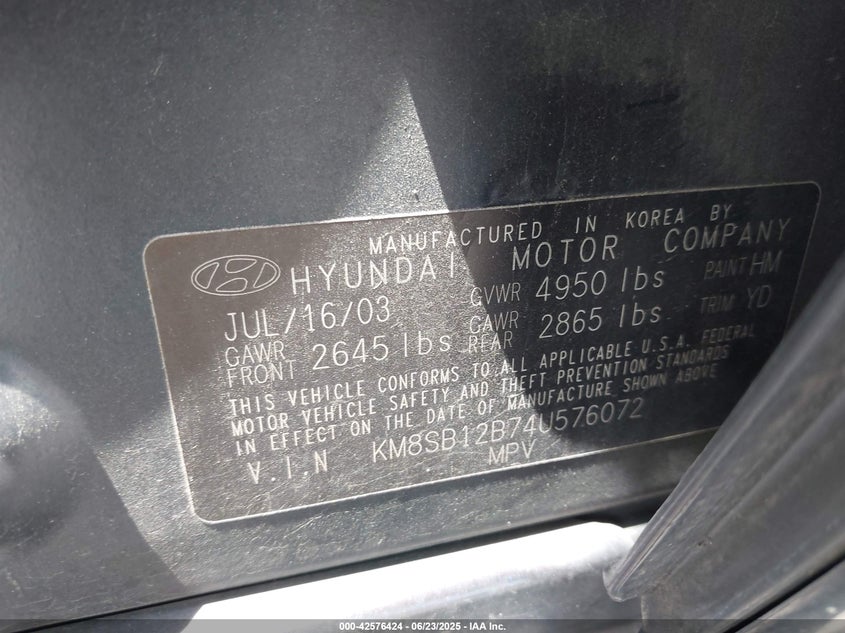 MANUFACTURED IN KOREA BY
HYUNDAI MOTOR COMPANY
JUL/16/03 GVWR 4950 lbs PAINT HM
GAWR FRONT 2645 lbs GAWR REAR 2865 lbs TRIM YD
THIS VEHICLE CONFORMS TO ALL APPLICABLE U.S.A. FEDERAL
MOTOR VEHICLE SAFETY AND THEFT PREVENTION STANDARDS
IN EFFECT ON THE DATE OF MANUFACTURE SHOWN ABOVE
V.I.N KM8SB12B74U576072
MPV
000-42576424 - 06/23/2025 - IAA Inc.